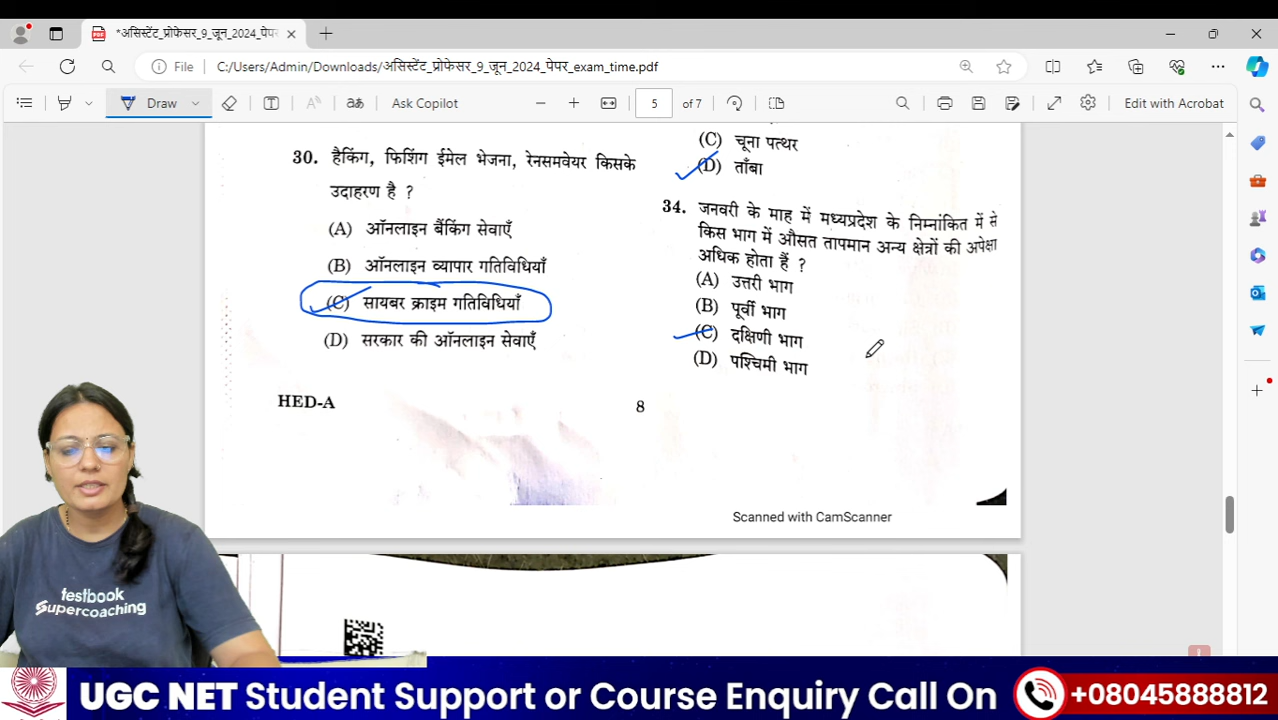 *असिस्टेंट_प्रोफेसर_9_जून_2024_पेप
File C:/Users/Admin/Downloads/असिस्टेंट_प्रोफेसर_9_जून_2024_पेपर_exam_time.pdf
Draw
aあ
Ask Copilot
5 of 7
Edit with Acrobat
30. हैकिंग, फिशिंग ईमेल भेजना, रेनसमवेयर किसके
उदाहरण है ?
(A) ऑनलाइन बैंकिंग सेवाएँ
(B) ऑनलाइन व्यापार गतिविधियाँ
(C) सायबर क्राइम गतिविधियाँ
(D) सरकार की ऑनलाइन सेवाएँ
HED-A
8
(C) चूना पत्थर
(D) ताँबा
34. जनवरी के माह में मध्यप्रदेश के निम्नांकित में से
किस भाग में औसत तापमान अन्य क्षेत्रों की अपेक्षा
अधिक होता हैं ?
(A) उत्तरी भाग
(B) पूर्वी भाग
(C) दक्षिणी भाग
(D) पश्चिमी भाग
Scanned with CamScanner
testbook
Supercoaching
UGC NET Student Support or Course Enquiry Call On +08045888812